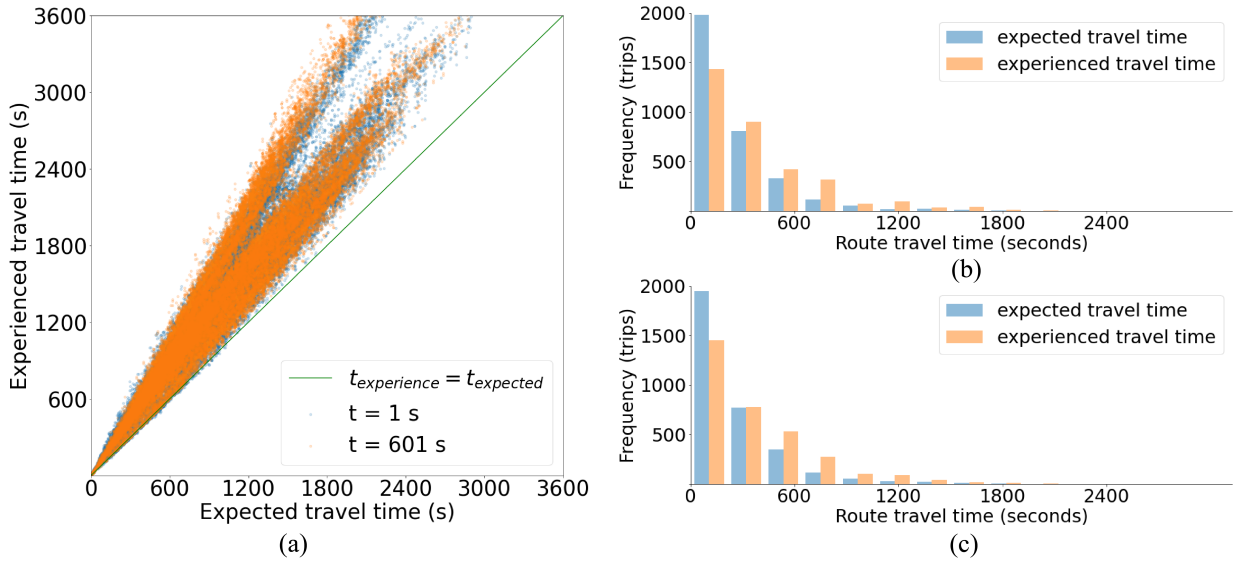 3600
3000
2400
1800
1200
600
Experienced travel time (s)
t_experience = t_expected
t = 1 s
t = 601 s
0 600 1200 1800 2400 3000 3600
Expected travel time (s)
(a)
2000
1500
1000
500
Frequency (trips)
expected travel time
experienced travel time
0 600 1200 1800 2400
Route travel time (seconds)
(b)
2000
1500
1000
500
Frequency (trips)
expected travel time
experienced travel time
0 600 1200 1800 2400
Route travel time (seconds)
(c)